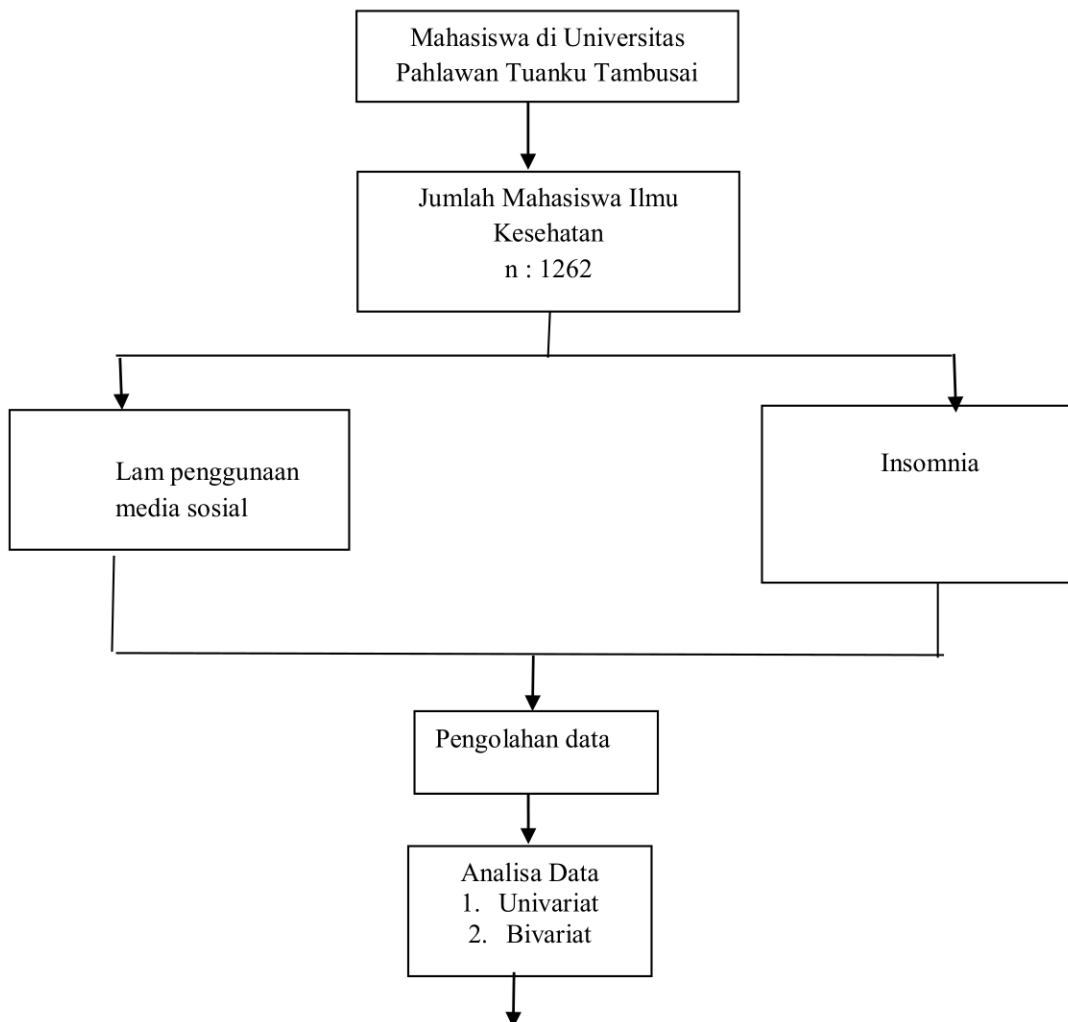 Mahasiswa di Universitas
Pahlawan Tuanku Tambusai
Jumlah Mahasiswa Ilmu
Kesehatan
n : 1262
Lam penggunaan
media sosial
Insomnia
Pengolahan data
Analisa Data
1. Univariat
2. Bivariat